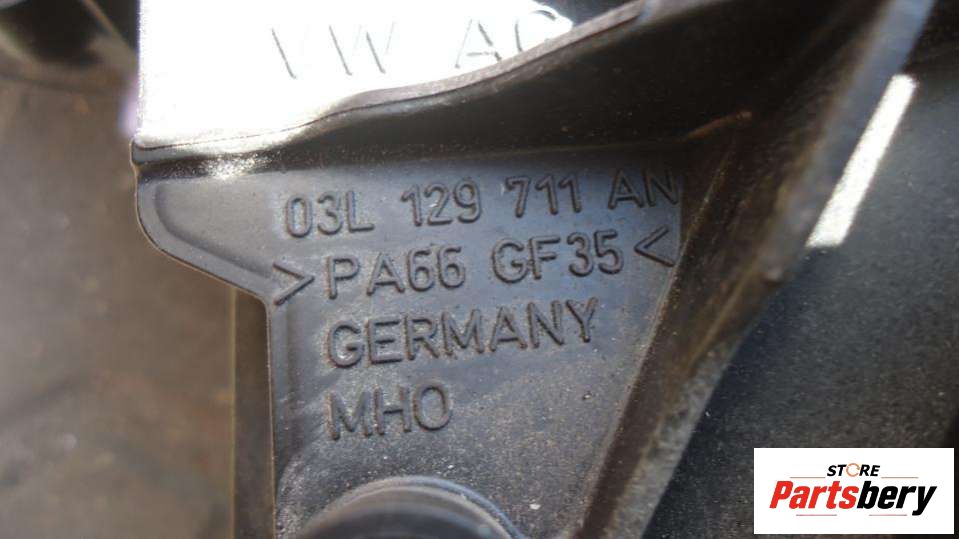 VW AG
03L 129 711 AN
>PA66 GF35<
GERMANY
MHO
STORE
Partsbery